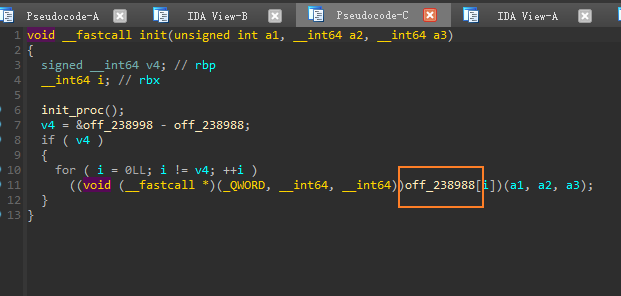 Pseudocode-A IDA View-B Pseudocode-C IDA View-A
1 void __fastcall init(unsigned int a1, __int64 a2, __int64 a3)
2 {
3 signed __int64 v4; // rbp
4 __int64 i; // rbx
5
6 init_proc();
7 v4 = &off_238998 - off_238988;
8 if ( v4 )
9 {
10 for ( i = 0LL; i != v4; ++i )
11 ((void (__fastcall *)(_QWORD, __int64, __int64))off_238988[i])(a1, a2, a3);
12 }
13 }